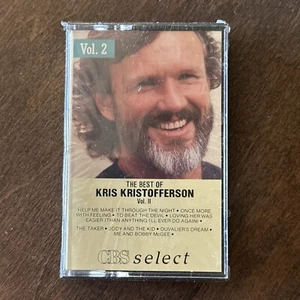 Vol. 2
THE BEST OF
KRIS KRISTOFFERSON
Vol. II
HELP ME MAKE IT THROUGH THE NIGHT • ONCE MORE
WITH FEELING • TO BEAT THE DEVIL • LOVING HER WAS
EASIER (THAN ANYTHING I'LL EVER DO AGAIN)
THE TAKER • JODY AND THE KID • DUVALIER'S DREAM •
ME AND BOBBY McGEE
CBS select